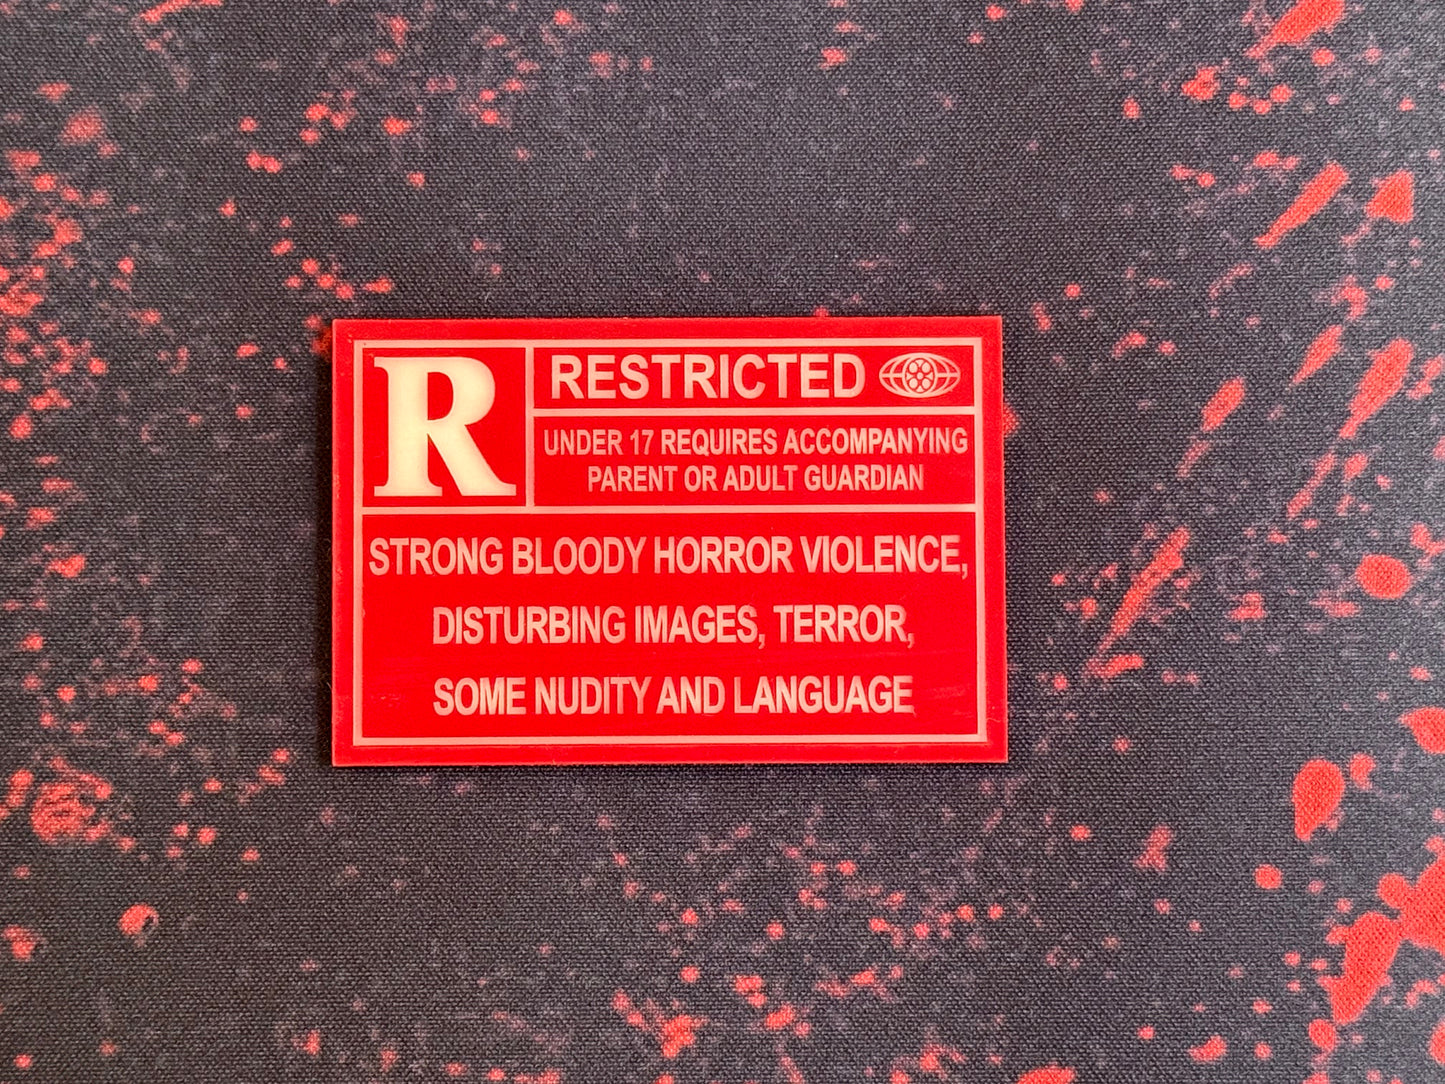 R
RESTRICTED
UNDER 17 REQUIRES ACCOMPANYING
PARENT OR ADULT GUARDIAN
STRONG BLOODY HORROR VIOLENCE,
DISTURBING IMAGES, TERROR,
SOME NUDITY AND LANGUAGE